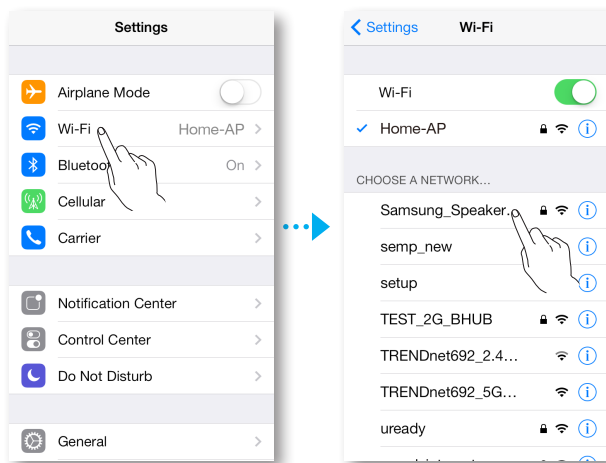 Settings
Airplane Mode
Wi-Fi Home-AP
On
Cellular
Carrier
Notification Center
Control Center
Do Not Disturb
General
Settings Wi-Fi
Wi-Fi
Home-AP
CHOOSE A NETWORK...
Samsung_Speaker...
semp_new
setup
TEST_2G_BHUB
TRENDnet692_2.4...
TRENDnet692_5G...
uready